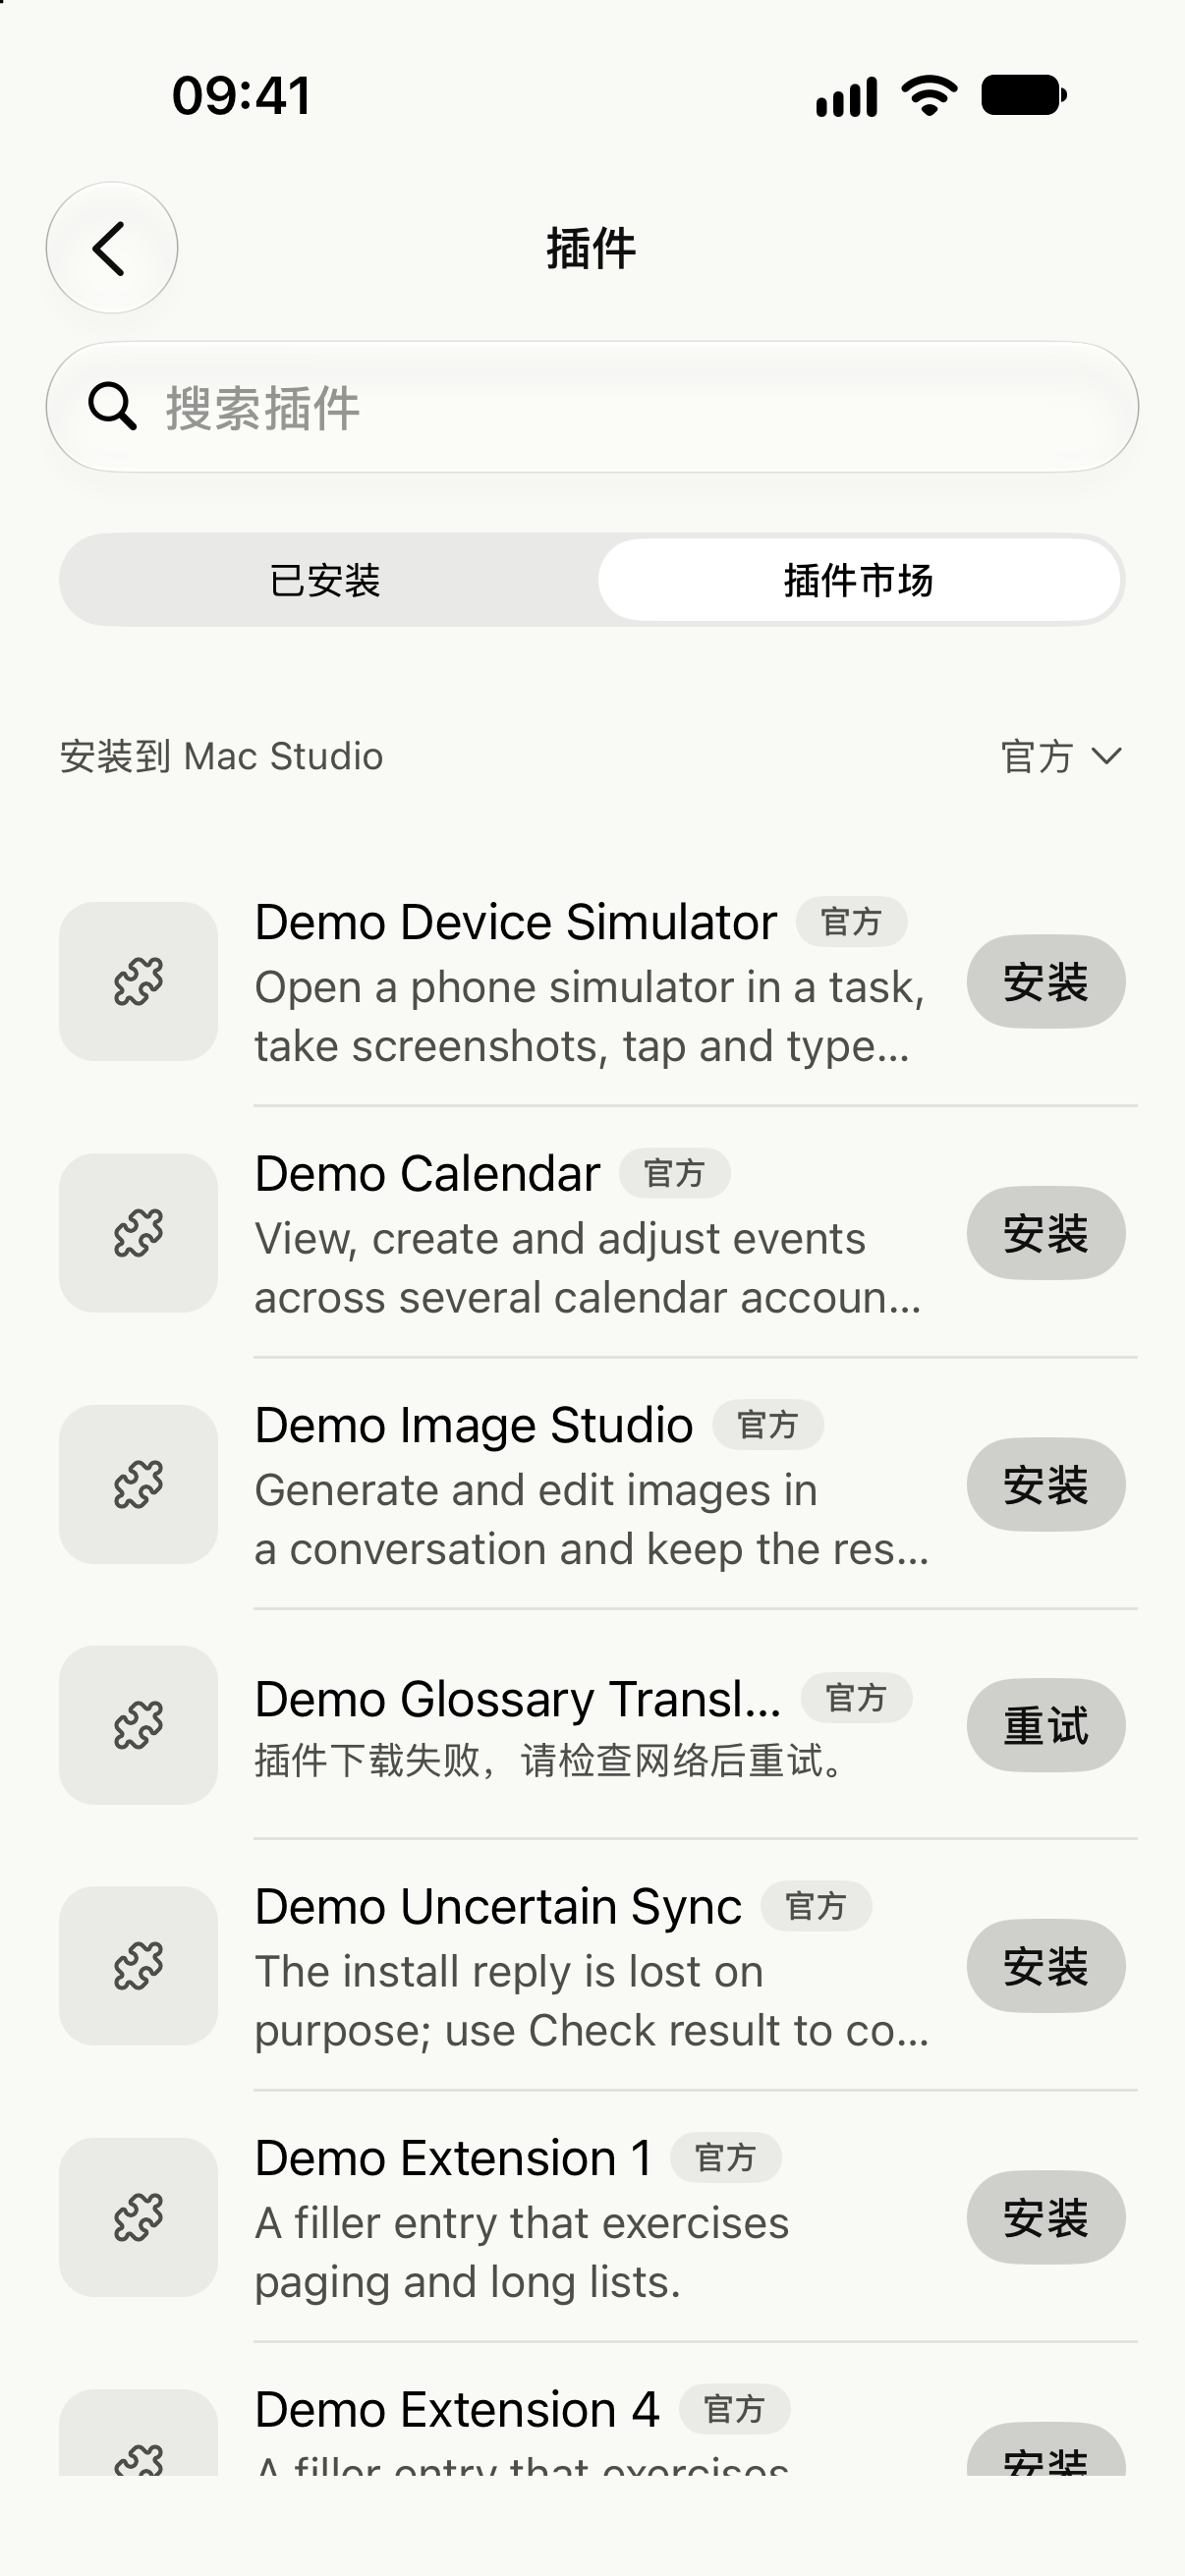 09:41
插件
搜索插件
已安装
插件市场
安装到 Mac Studio
官方
Demo Device Simulator 官方
Open a phone simulator in a task,
take screenshots, tap and type...
安装
Demo Calendar 官方
View, create and adjust events
across several calendar accoun...
安装
Demo Image Studio 官方
Generate and edit images in
a conversation and keep the res...
安装
Demo Glossary Transl... 官方
插件下载失败，请检查网络后重试。
重试
Demo Uncertain Sync 官方
The install reply is lost on
purpose; use Check result to co...
安装
Demo Extension 1 官方
A filler entry that exercises
paging and long lists.
安装
Demo Extension 4 官方
A filler entry that exercises
安装